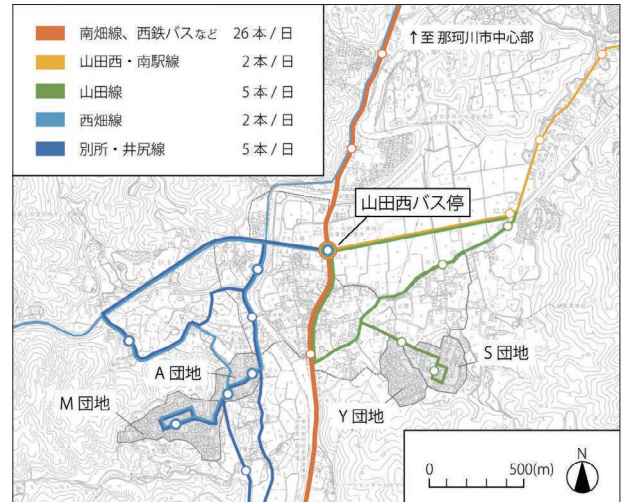 南畑線、西鉄バスなど 26本/日
山田西・南駅線 2本/日
山田線 5本/日
西畑線 2本/日
別所・井尻線 5本/日
↑至 那珂川市中心部
山田西バス停
A団地
S団地
M団地
Y団地
0 500(m)
N